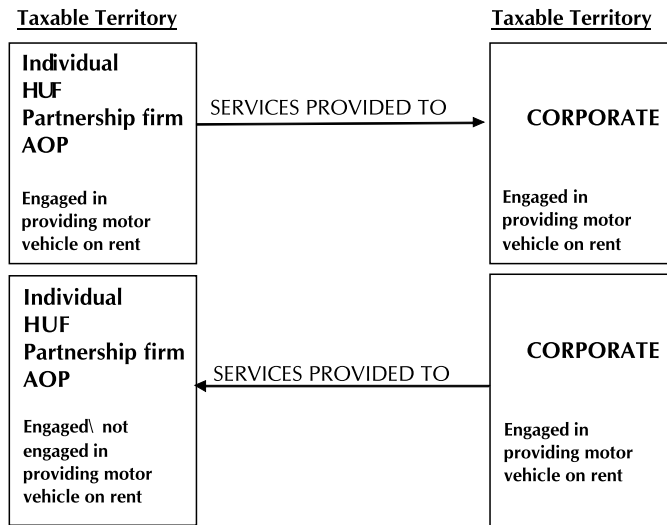 Taxable Territory
Taxable Territory
Individual
HUF
Partnership firm
AOP
Engaged in
providing motor
vehicle on rent
SERVICES PROVIDED TO
CORPORATE
Engaged in
providing motor
vehicle on rent
Individual
HUF
Partnership firm
AOP
Engaged\ not
engaged in
providing motor
vehicle on rent
SERVICES PROVIDED TO
CORPORATE
Engaged in
providing motor
vehicle on rent